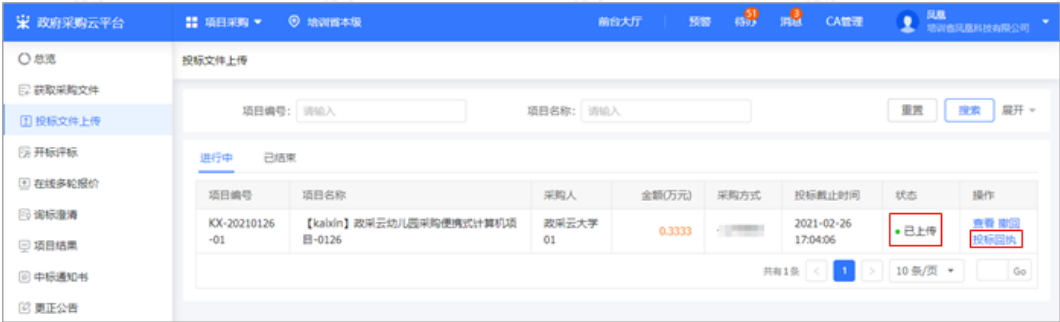 政府采购云平台 项目采购 培训省本级 前台大厅 预警 待办 51 消息 3 CA管理 凤凰
培训省凤凰科技有限公司
总览
投标文件上传
获取采购文件
项目编号: 请输入 项目名称: 请输入 重置 搜索 展开
投标文件上传
开标评标
进行中 已结束
在线多轮报价
项目编号 项目名称 采购人 金额(万元) 采购方式 投标截止时间 状态 操作
询标澄清
KX-20210126
-01
【kaixin】政采云幼儿园采购便携式计算机项
目-0126
政采云大学
01
0.3333
2021-02-26
17:04:06
已上传
查看 撤回
投标回执
项目结果
共有1条 < 1 > 10 条/页 Go
中标通知书
更正公告